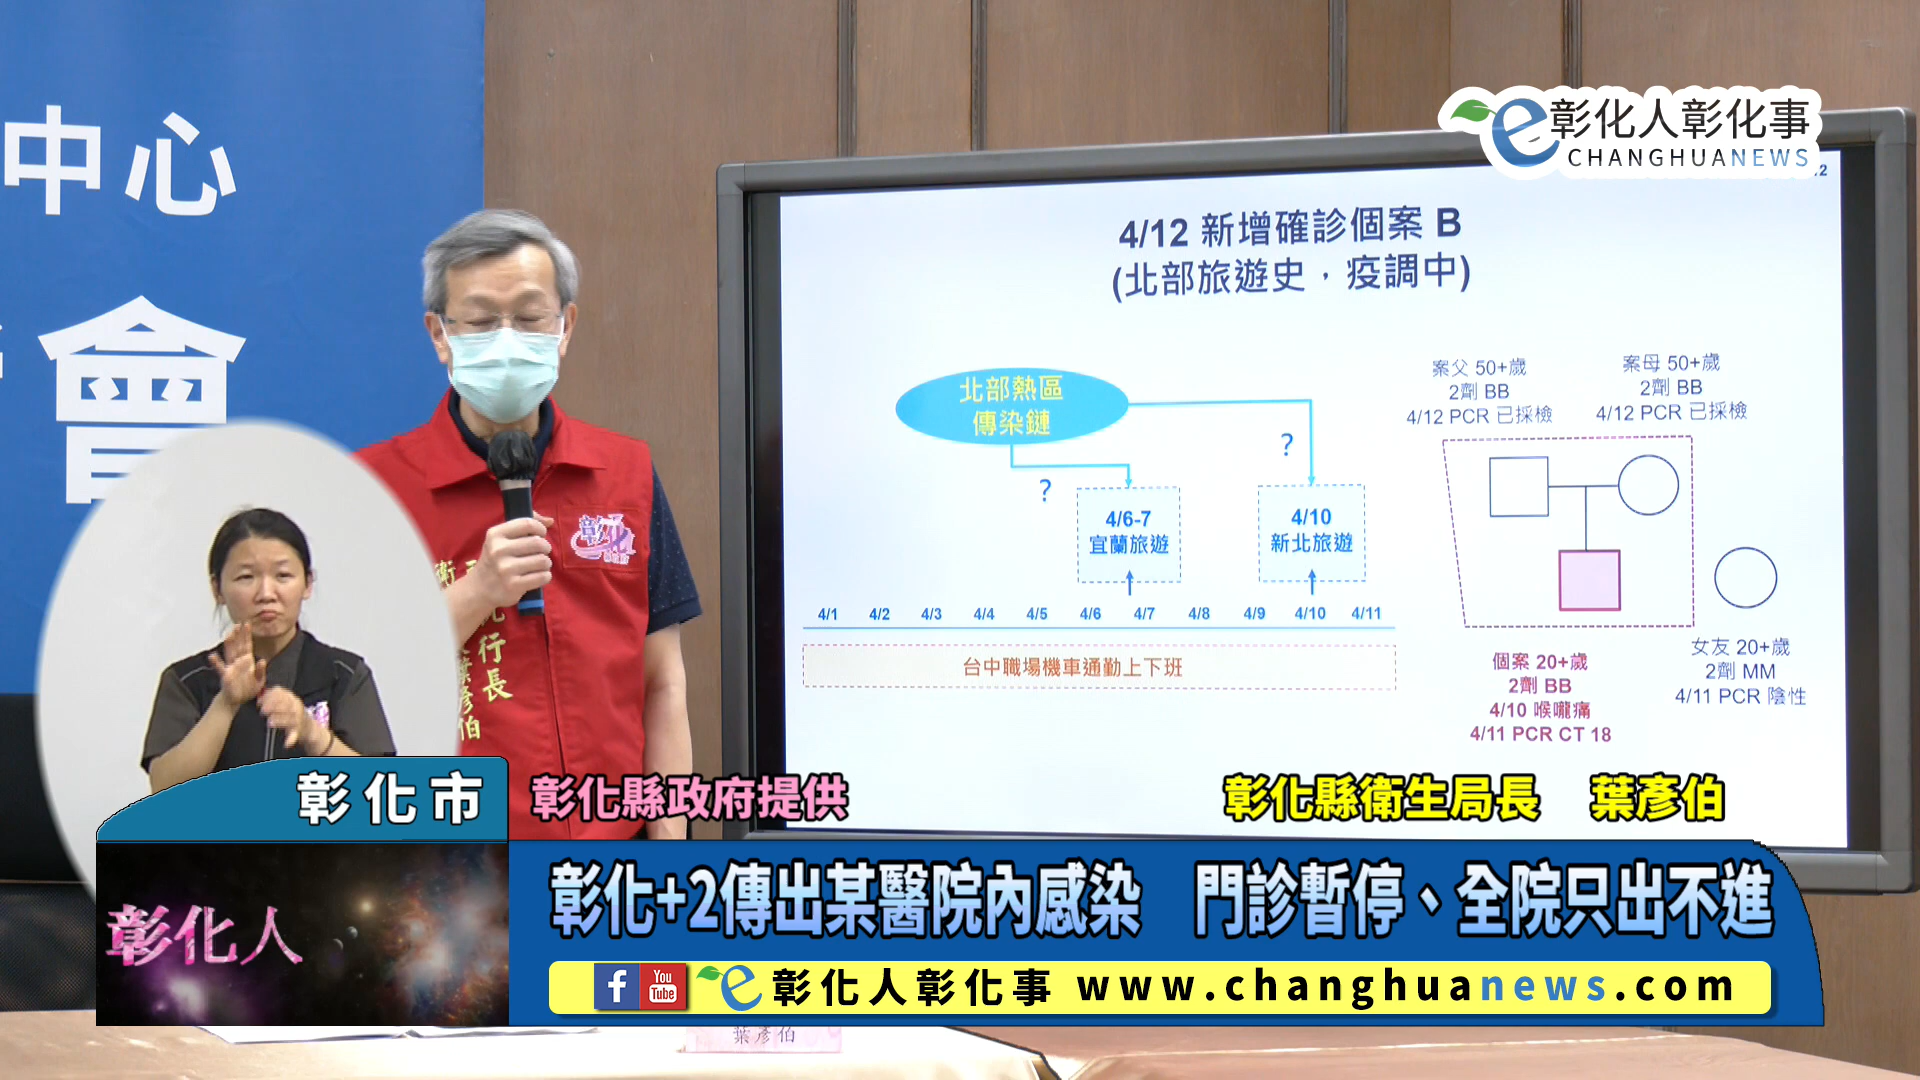 中心
會
彰化人彰化事
CHANGHUANEWS
4/12 新增確診個案 B
(北部旅遊史，疫調中)
北部熱區
傳染鏈
?
?
4/6-7
宜蘭旅遊
4/10
新北旅遊
4/1 4/2 4/3 4/4 4/5 4/6 4/7 4/8 4/9 4/10 4/11
台中職場機車通勤上下班
案父 50+歲
2劑 BB
4/12 PCR 已採檢
案母 50+歲
2劑 BB
4/12 PCR 已採檢
個案 20+歲
2劑 BB
4/10 喉嚨痛
4/11 PCR CT 18
女友 20+歲
2劑 MM
4/11 PCR 陰性
彰化
行長
葉彥伯
彰化市
彰化縣政府提供
彰化縣衛生局長 葉彥伯
彰化人
彰化+2傳出某醫院內感染 門診暫停、全院只出不進
f You Tube e 彰化人彰化事 www.changhuanews.com
葉彥伯